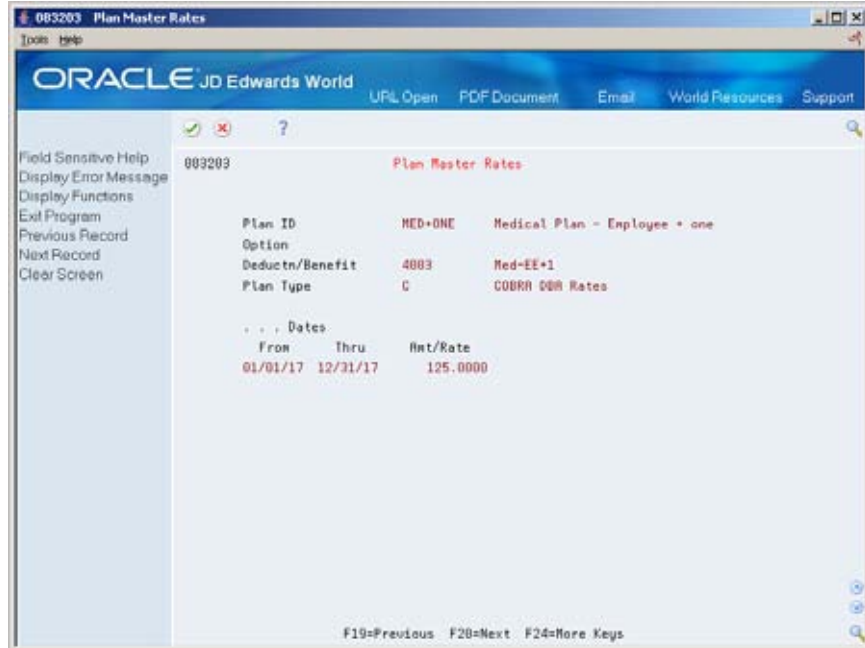 083203 Plan Master Rates
Tools Help
ORACLE JD Edwards World
URL Open PDF Document Email World Resources Support
?
Field Sensitive Help
Display Error Message
Display Functions
Exit Program
Previous Record
Next Record
Clear Screen
083203 Plan Master Rates
Plan ID MED+ONE Medical Plan - Employee + one
Option
Deductn/Benefit 4003 Med-EE+1
Plan Type C COBRA DBA Rates
. . . Dates
From Thru Amt/Rate
01/01/17 12/31/17 125.0000
F19=Previous F20=Next F24=More Keys